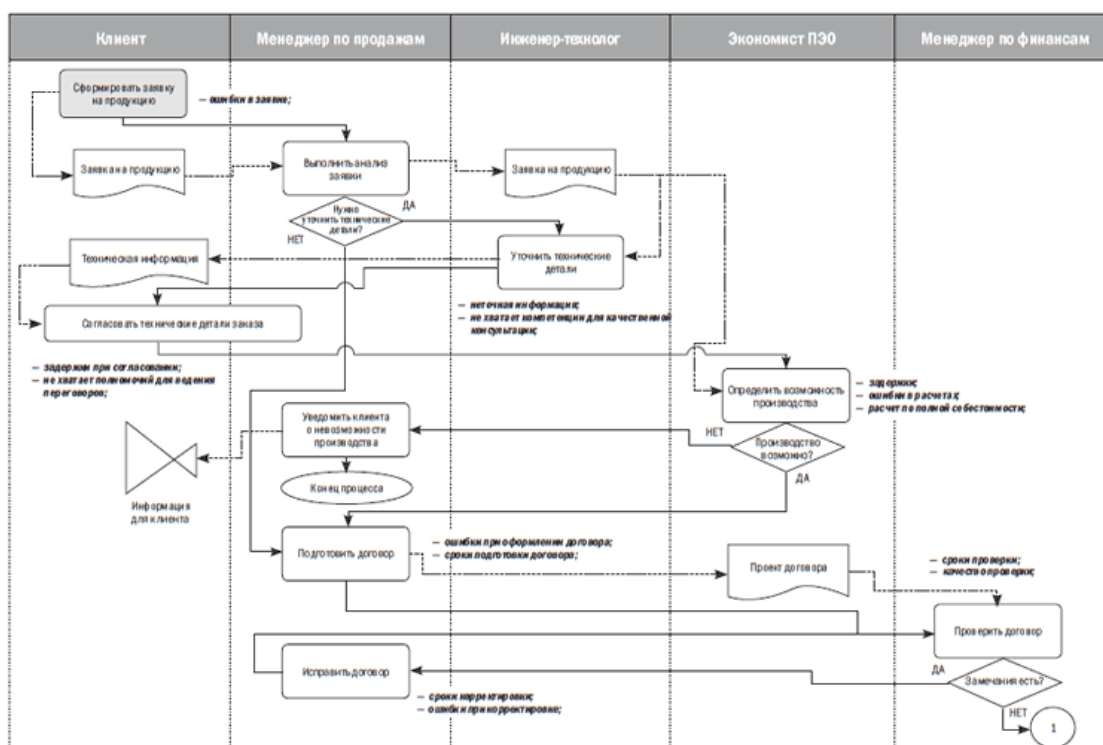 Клиент
Менеджер по продажам
Инженер-технолог
Экономист ПЭО
Менеджер по финансам
Сформировать заявку
на продукцию
— ошибки в заявке;
Заявка на продукцию
Выполнить анализ
заявки
Заявка на продукцию
Нужно
уточнить технические
детали?
ДА
НЕТ
Техническая информация
Уточнить технические
детали
— неточная информация;
— не хватает компетенции для качественной
консультации;
Согласовать технические детали заказа
— задержки при согласовании;
— не хватает полномочий для ведения
переговоров;
Определить возможность
производства
— задержки;
— ошибки в расчетах;
— расчет по полной себестоимости;
Уведомить клиента
о невозможности
производства
НЕТ
Производство
возможно?
ДА
Конец процесса
Информация
для клиента
Подготовить договор
— ошибки при оформлении договора;
— сроки подготовки договора;
Проект договора
— сроки проверки;
— качество проверки;
Проверить договор
Исправить договор
— сроки корректировки;
— ошибки при корректировке;
ДА
Замечания есть?
НЕТ
1